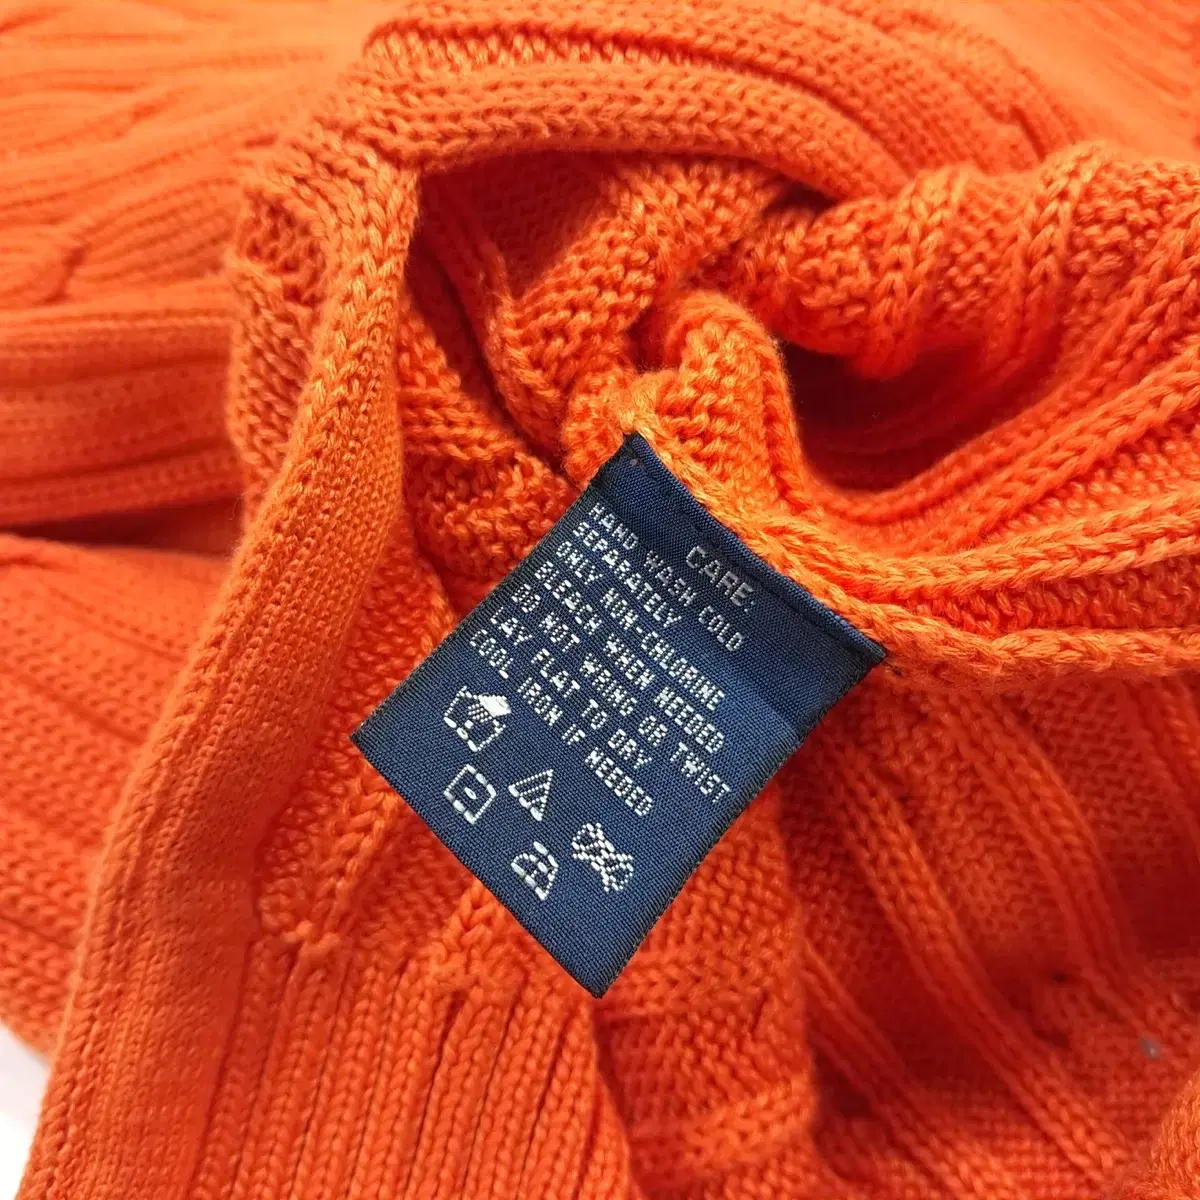 CARE:
HAND WASH COLD
SEPARATELY
ONLY NON-CHLORINE
BLEACH WHEN NEEDED
DO NOT WRING OR TWIST
LAY FLAT TO DRY
COOL IRON IF NEEDED